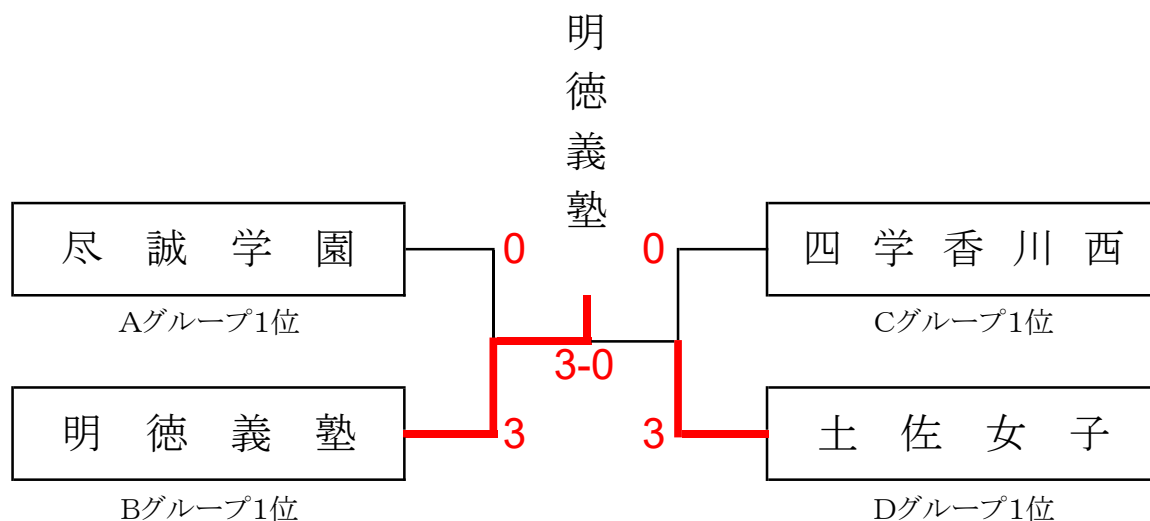 明徳義塾
尽誠学園
0
0
四学香川西
Aグループ1位
Cグループ1位
3-0
明徳義塾
3
3
土佐女子
Bグループ1位
Dグループ1位